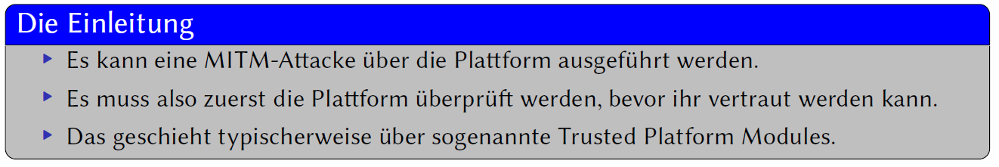 Die Einleitung
Es kann eine MITM-Attacke über die Plattform ausgeführt werden.
Es muss also zuerst die Plattform überprüft werden, bevor ihr vertraut werden kann.
Das geschieht typischerweise über sogenannte Trusted Platform Modules.